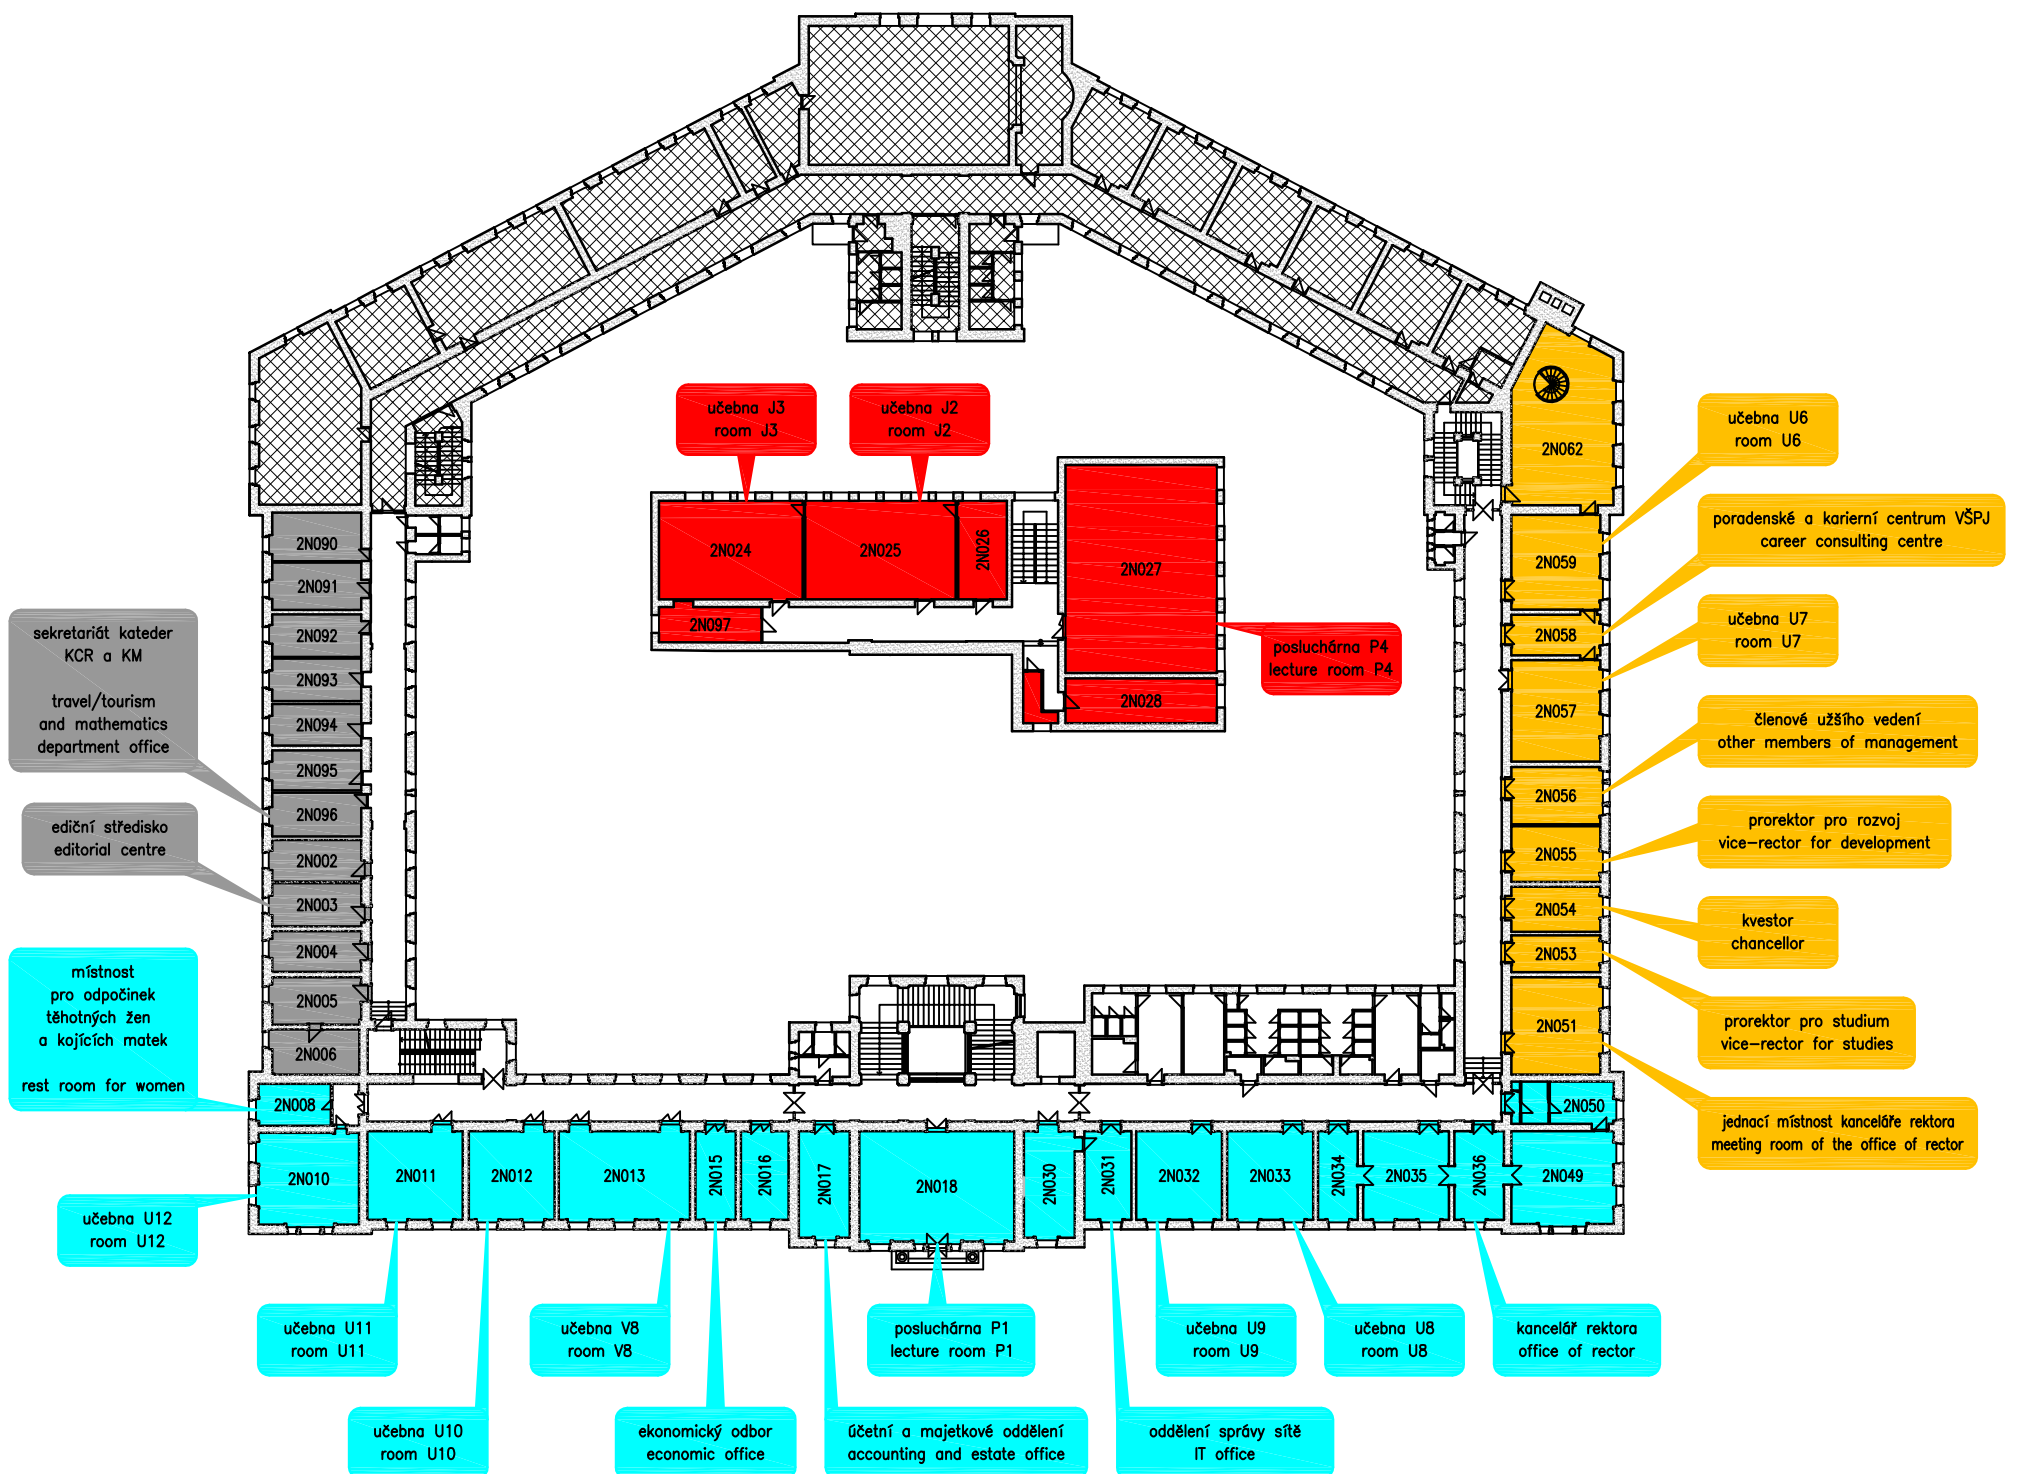 učebna J3
room J3
učebna J2
room J2
učebna U6
room U6
2N062
poradenské a karierní centrum VŠPJ
career consulting centre
2N090
2N024
2N025
2N026
2N027
2N059
2N091
učebna U7
room U7
sekretariát kateder
KCR a KM
travel/tourism
and mathematics
department office
2N092
2N097
2N058
posluchárna P4
lecture room P4
2N093
2N028
2N057
členové užšího vedení
other members of management
2N094
2N095
2N056
2N096
prorektor pro rozvoj
vice-rector for development
ediční středisko
editorial centre
2N002
2N055
2N003
2N054
kvestor
chancellor
2N004
2N053
místnost
pro odpočinek
těhotných žen
a kojících matek
rest room for women
2N005
prorektor pro studium
vice-rector for studies
2N006
2N051
2N008
2N050
jednací místnost kanceláře rektora
meeting room of the office of rector
2N010
2N011
2N012
2N013
2N015
2N016
2N017
2N018
2N030
2N031
2N032
2N033
2N034
2N035
2N036
2N049
učebna U12
room U12
učebna U11
room U11
učebna V8
room V8
posluchárna P1
lecture room P1
učebna U9
room U9
učebna U8
room U8
kancelář rektora
office of rector
učebna U10
room U10
ekonomický odbor
economic office
účetní a majetkové oddělení
accounting and estate office
oddělení správy sítě
IT office